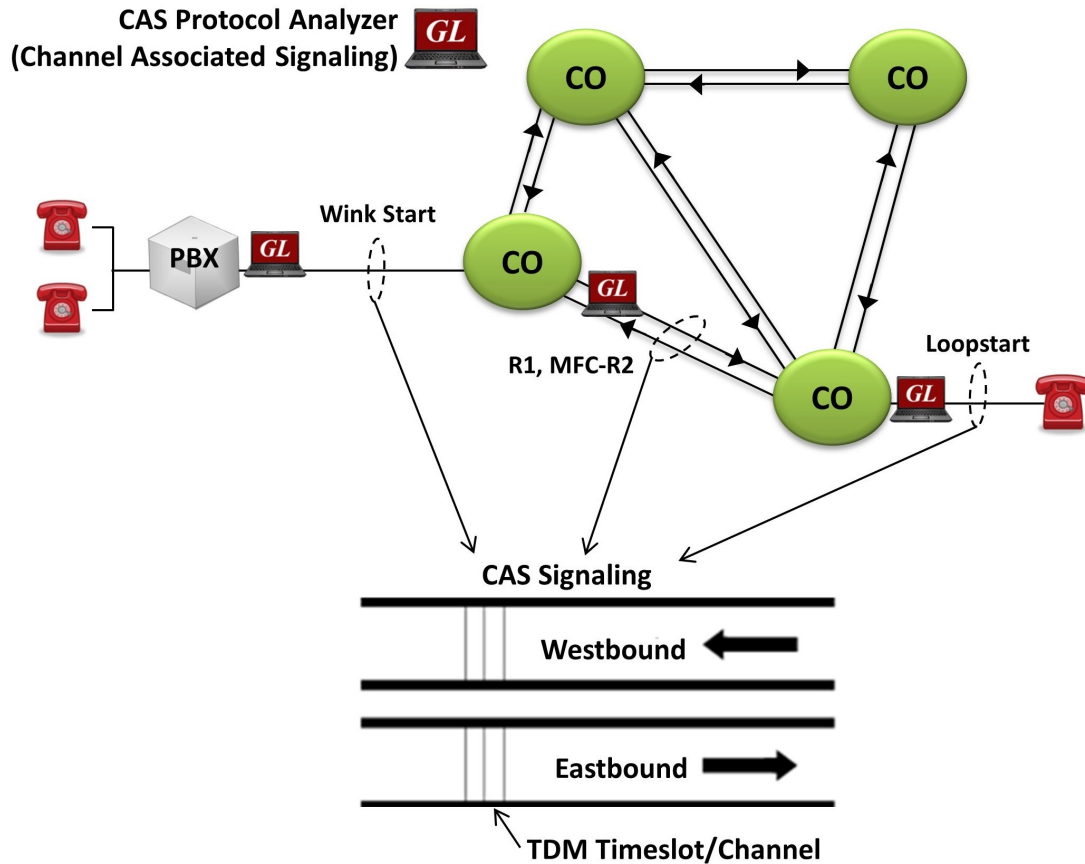 CAS Protocol Analyzer
(Channel Associated Signaling)
GL
CO
CO
Wink Start
PBX
GL
CO
GL
R1, MFC-R2
Loopstart
CO
GL
CAS Signaling
Westbound
Eastbound
TDM Timeslot/Channel